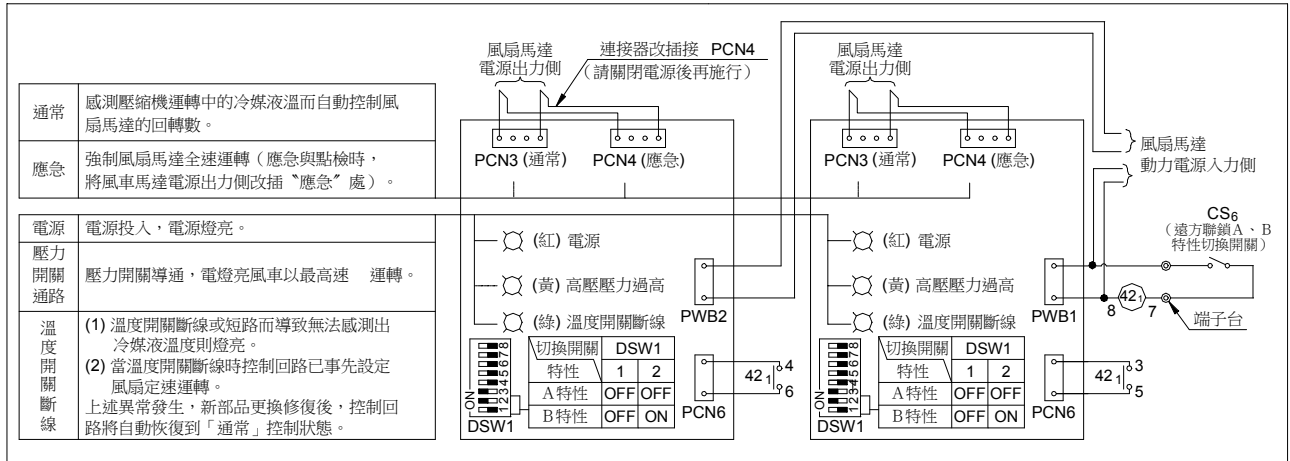 通常
感測壓縮機運轉中的冷媒液溫而自動控制風
扇馬達的回轉數。
應急
強制風扇馬達全速運轉（應急與點檢時，
將風車馬達電源出力側改插〝應急〞處）。
電源
電源投入，電源燈亮。
壓力
開關
通路
壓力開關導通，電燈亮風車以最高速　運轉。
溫
度
開
關
斷
線
(1) 溫度開關斷線或短路而導致無法感測出
冷媒液溫度則燈亮。
(2) 當溫度開關斷線時控制回路已事先設定
風扇定速運轉。
上述異常發生，新部品更換修復後，控制回
路將自動恢復到「通常」控制狀態。
風扇馬達
電源出力側
連接器改插接 PCN4
（請關閉電源後再施行）
PCN3 (通常)
PCN4 (應急)
(紅) 電源
(黃) 高壓壓力過高
(綠) 溫度開關斷線
PWB2
ON
12345678
DSW1
切換開關 DSW1
特性 1 2
A特性 OFF OFF
B特性 OFF ON
PCN6
42₁
4
6
風扇馬達
電源出力側
PCN3 (通常)
PCN4 (應急)
(紅) 電源
(黃) 高壓壓力過高
(綠) 溫度開關斷線
PWB1
ON
12345678
DSW1
切換開關 DSW1
特性 1 2
A特性 OFF OFF
B特性 OFF ON
PCN6
42₁
3
5
風扇馬達
動力電源入力側
CS₆
（遠方聯鎖A、B
特性切換開關）
8
42₁
7
端子台